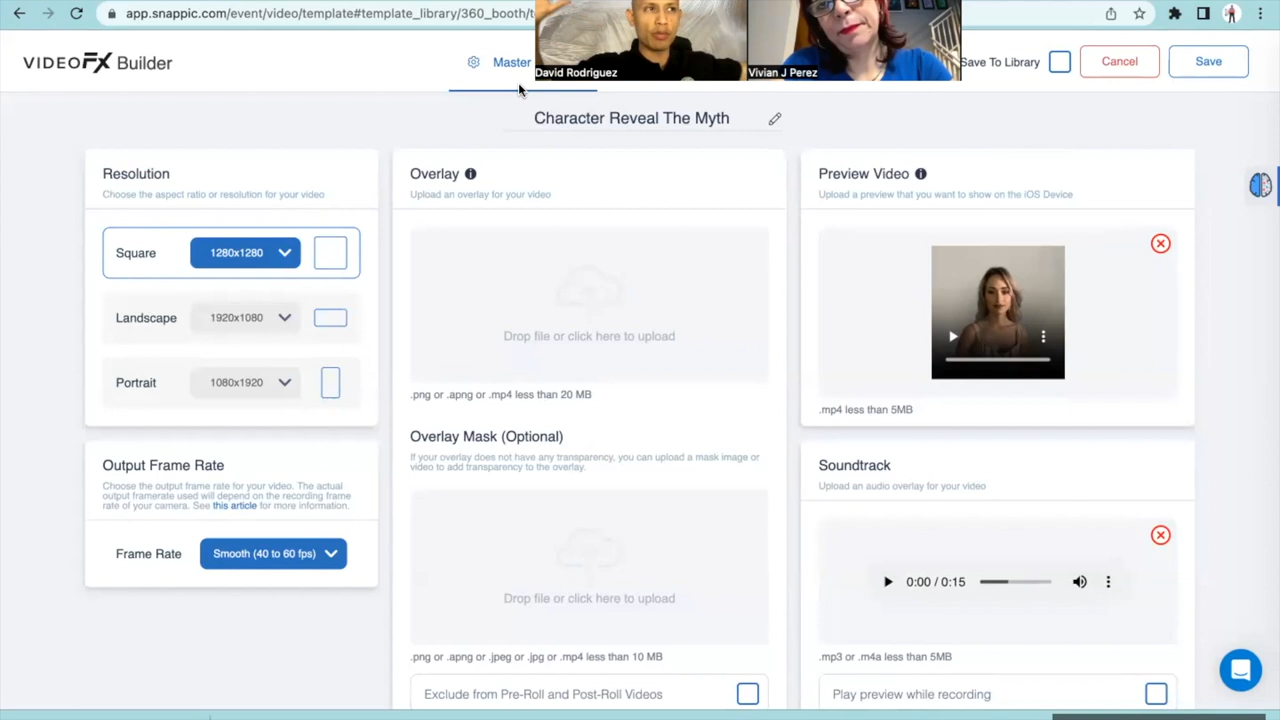 app.snappic.com/event/video/template#template_library/360_booth/t
VIDEOFX Builder
Master
David Rodriguez
Vivian J Perez
Save To Library
Cancel
Save
Character Reveal The Myth
Resolution
Choose the aspect ratio or resolution for your video
Square
1280x1280
Landscape
1920x1080
Portrait
1080x1920
Output Frame Rate
Choose the output frame rate for your video. The actual
output framerate used will depend on the recording frame
rate of your camera. See this article for more information.
Frame Rate
Smooth (40 to 60 fps)
Overlay
Upload an overlay for your video
Drop file or click here to upload
.png or .apng or .mp4 less than 20 MB
Overlay Mask (Optional)
If your overlay does not have any transparency, you can upload a mask image or
video to add transparency to the overlay.
Drop file or click here to upload
.png or .apng or .jpeg or .jpg or .mp4 less than 10 MB
Exclude from Pre-Roll and Post-Roll Videos
Preview Video
Upload a preview that you want to show on the iOS Device
.mp4 less than 5MB
Soundtrack
Upload an audio overlay for your video
0:00 / 0:15
.mp3 or .m4a less than 5MB
Play preview while recording